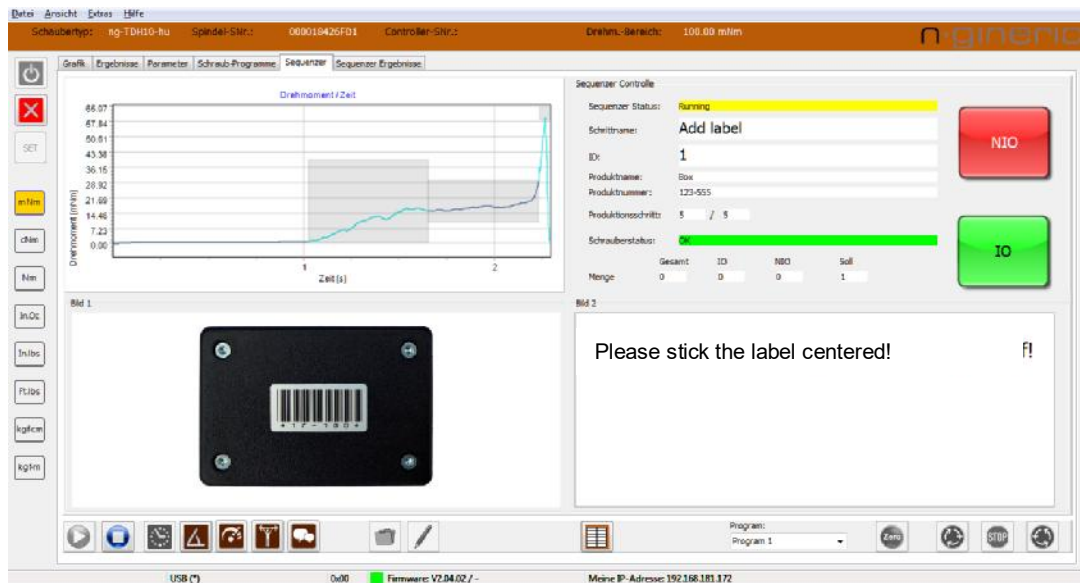 Datei Ansicht Extras Hilfe
Schaubertyp: ng-TDH10-hu Spindel-SNr.: 000018426FD1 Controller-SNr.: Drehm.-Bereich: 100.00 mNm
n-gineric
Grafik Ergebnisse Parameter Schraub-Programme Sequenzer Sequenzer Ergebnisse
SET
mNm
cNm
Nm
In.Oz
In.lbs
Ft.lbs
kgfcm
kgfm
Drehmoment / Zeit
Drehmoment [mNm]
57.84
50.61
43.38
36.15
28.92
21.69
14.46
7.23
0.00
1 2
Zeit [s]
Sequenzer Controlle
Sequenzer Status: Running
Schrittname: Add label
ID: 1
Produktname: Box
Produktnummer: 123-555
Produktionsschritt: 5 / 5
Schrauberstatus: OK
Gesamt IO NIO Soll
Menge 0 0 0 1
NIO
IO
Bild 1
Bild 2
Please stick the label centered! f!
Program:
Program 1
Zero
STOP
USB (*) 0x00 Firmware: V2.04.02 / - Meine IP-Adresse: 192.168.181.172